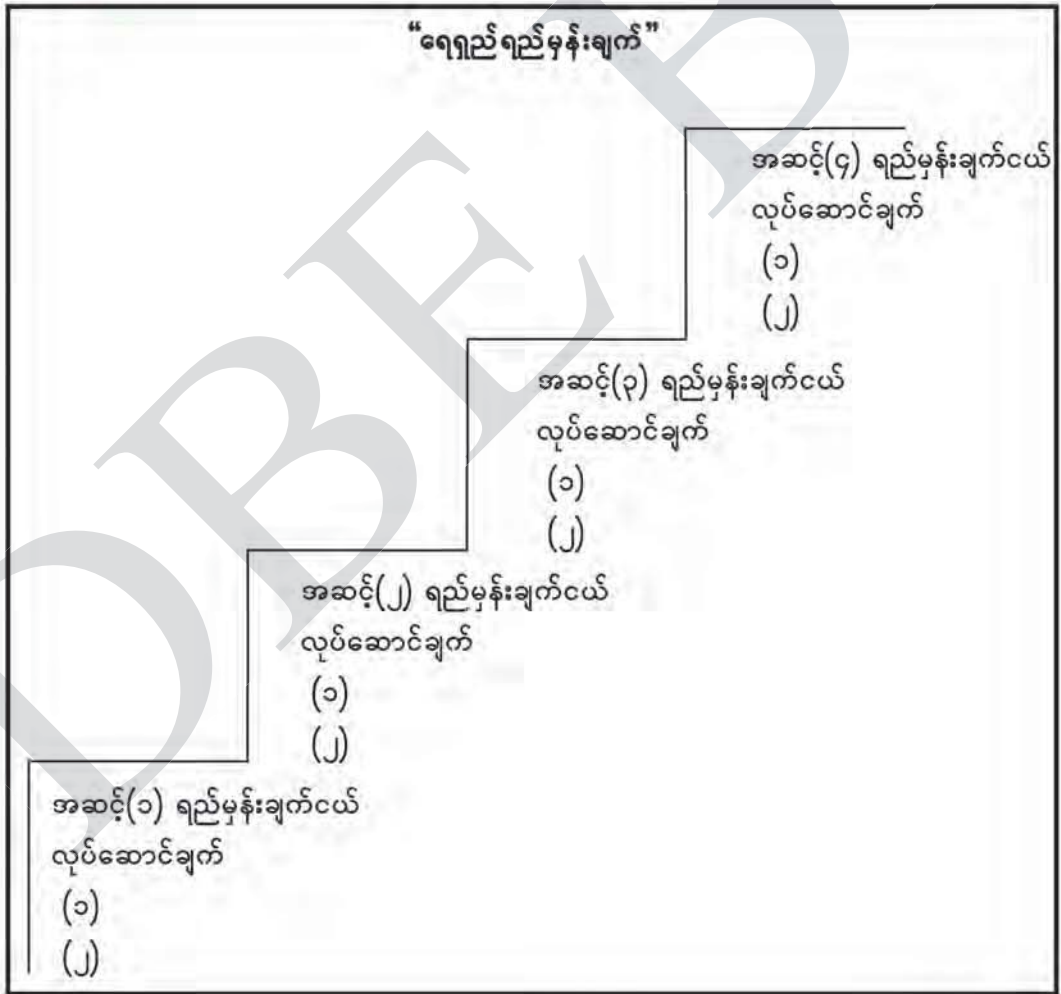 “ရေရှည်ရည်မှန်းချက်”
အဆင့်(၄) ရည်မှန်းချက်ငယ်
လုပ်ဆောင်ချက်
(၁)
(၂)
အဆင့်(၃) ရည်မှန်းချက်ငယ်
လုပ်ဆောင်ချက်
(၁)
(၂)
အဆင့်(၂) ရည်မှန်းချက်ငယ်
လုပ်ဆောင်ချက်
(၁)
(၂)
အဆင့်(၁) ရည်မှန်းချက်ငယ်
လုပ်ဆောင်ချက်
(၁)
(၂)
DBE